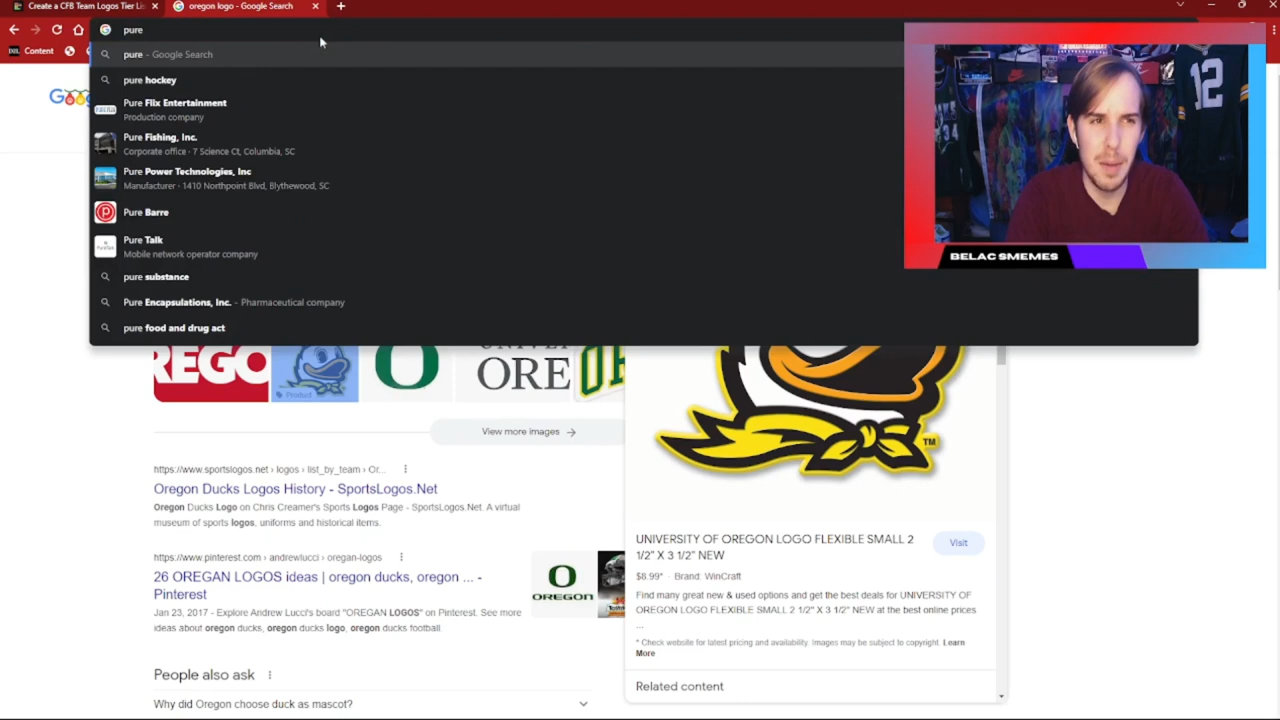 Create a CFB Team Logos Tier Lis
oregon logo - Google Search
pure
Content
pure - Google Search
pure hockey
Pure Flix Entertainment
Production company
Pure Fishing, Inc.
Corporate office · 7 Science Ct, Columbia, SC
Pure Power Technologies, Inc
Manufacturer · 1410 Northpoint Blvd, Blythewood, SC
Pure Barre
Pure Talk
Mobile network operator company
pure substance
Pure Encapsulations, Inc. - Pharmaceutical company
pure food and drug act
12
BELAC SMEMES
REGO
Product
O
ORE
View more images →
TM
https://www.sportslogos.net › logos › list_by_team › Or...
Oregon Ducks Logos History - SportsLogos.Net
Oregon Ducks Logo on Chris Creamer's Sports Logos Page - SportsLogos.Net. A virtual
museum of sports logos, uniforms and historical items.
https://www.pinterest.com › andrewlucci › oregan-logos
26 OREGAN LOGOS ideas | oregon ducks, oregon ... -
Pinterest
Jan 23, 2017 - Explore Andrew Lucci's board "OREGAN LOGOS" on Pinterest. See more
ideas about oregon ducks, oregon ducks logo, oregon ducks football.
OREGON
People also ask
Why did Oregon choose duck as mascot?
UNIVERSITY OF OREGON LOGO FLEXIBLE SMALL 2
1/2" X 3 1/2" NEW
Visit
$8.99* · Brand: WinCraft
Find many great new & used options and get the best deals for UNIVERSITY OF
OREGON LOGO FLEXIBLE SMALL 2 1/2" X 3 1/2" NEW at the best online prices
...
* Check website for latest pricing and availability. Images may be subject to copyright. Learn
More
Related content